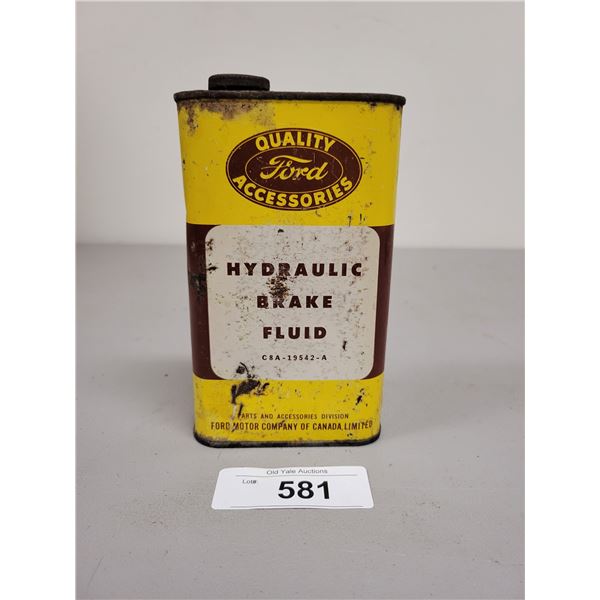 QUALITY
Ford
ACCESSORIES
HYDRAULIC
BRAKE
FLUID
C8A-19542-A
PARTS AND ACCESSORIES DIVISION
FORD MOTOR COMPANY OF CANADA, LIMITED
Old Yale Auctions
Lot#:
581